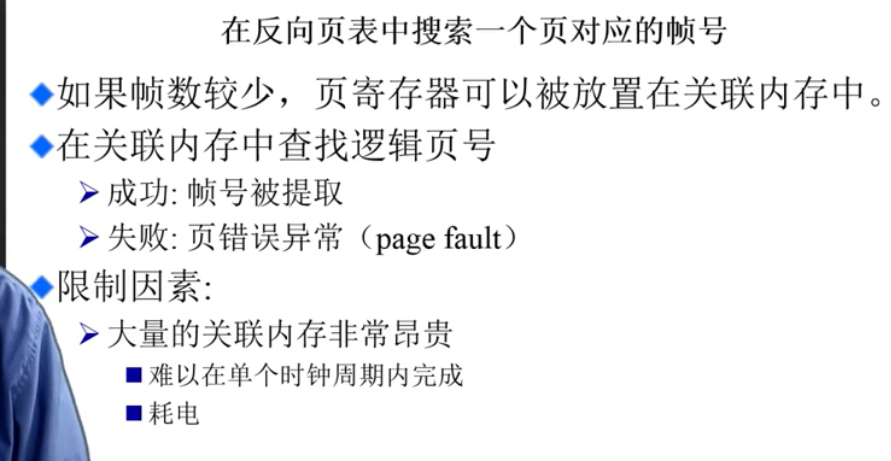 在反向页表中搜索一个页对应的帧号
如果帧数较少，页寄存器可以被放置在关联内存中。
在关联内存中查找逻辑页号
成功: 帧号被提取
失败: 页错误异常（page fault）
限制因素:
大量的关联内存非常昂贵
难以在单个时钟周期内完成
耗电